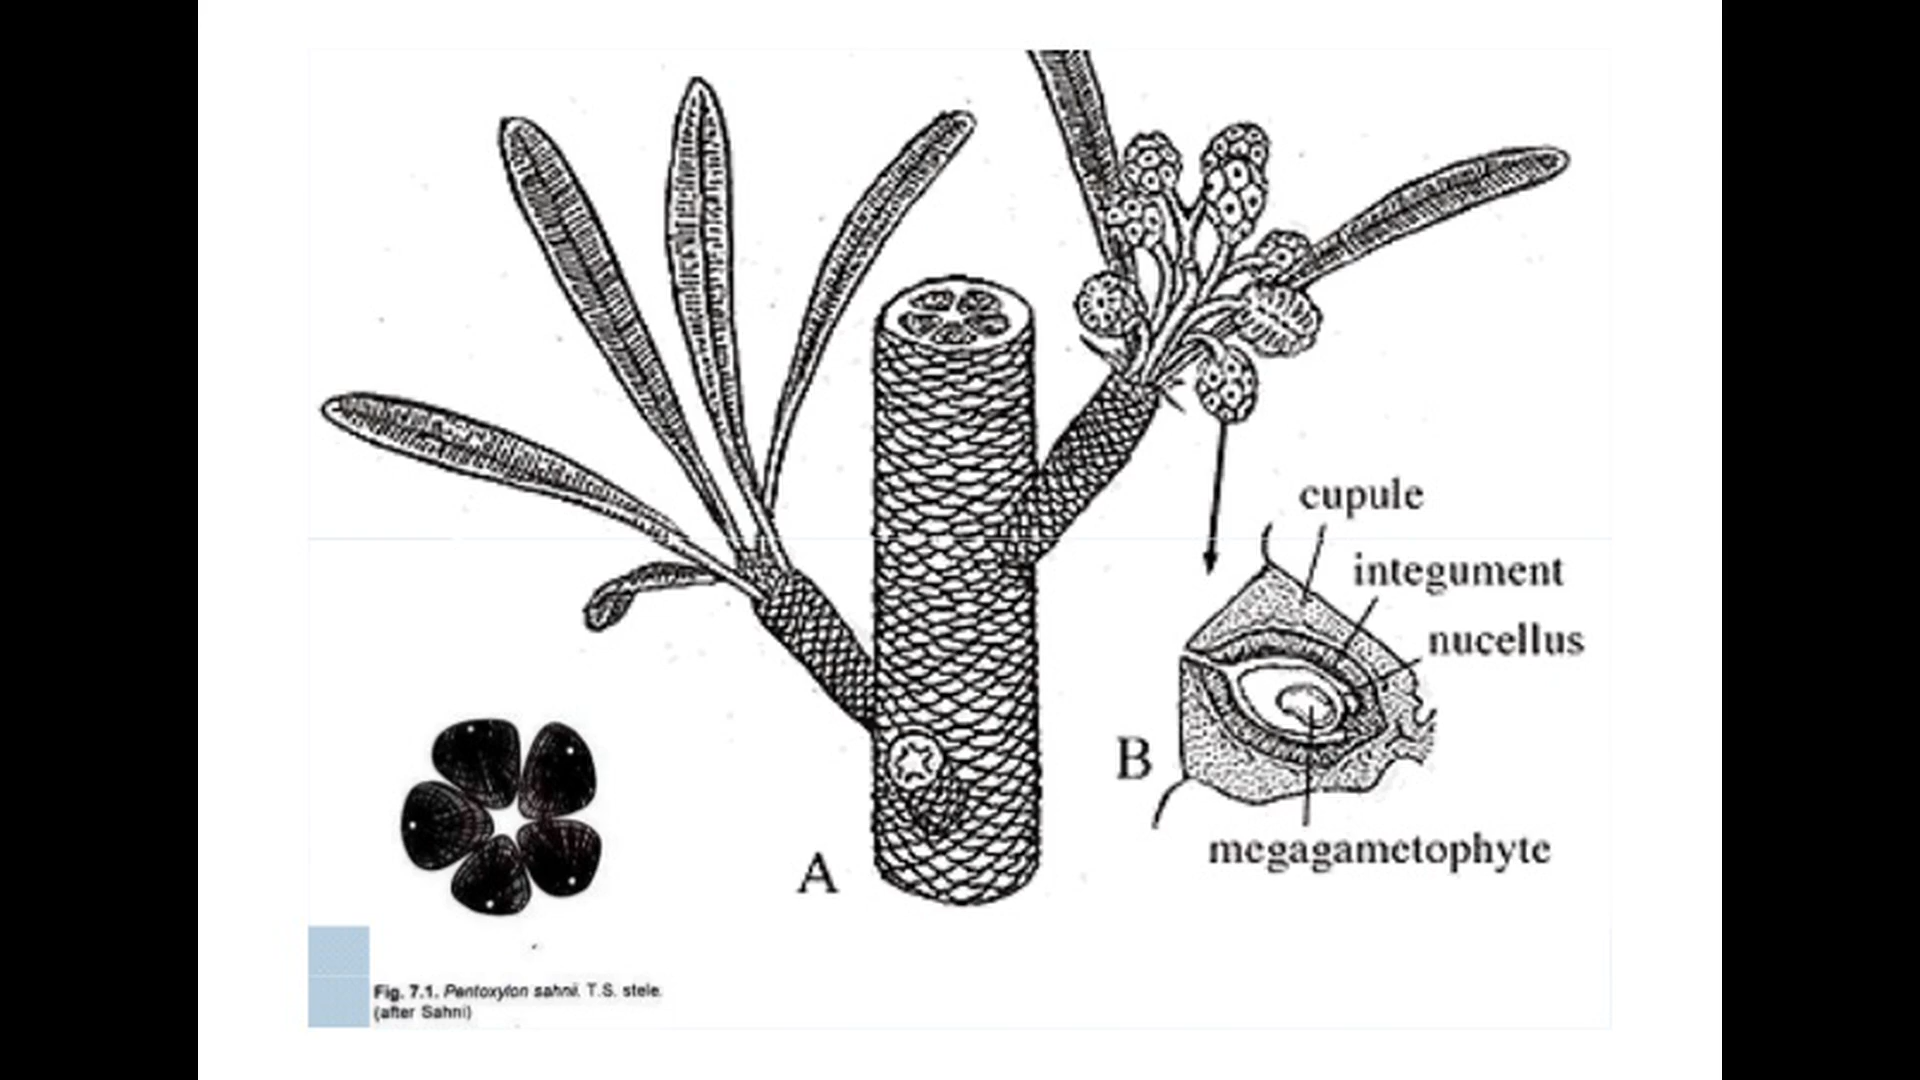 cupule
integument
nucellus
B
megagametophyte
A
Fig. 7.1. Pentoxylon sahnii. T.S. stele.
(after Sahni)